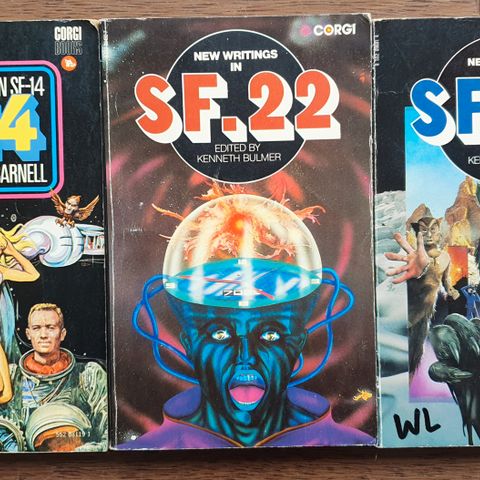 CORGI
BOOKS
N SF-14
4
ARNELL
CORGI
NEW WRITINGS
IN
SF.22
EDITED BY
KENNETH BULMER
NE
SF
KE
WL